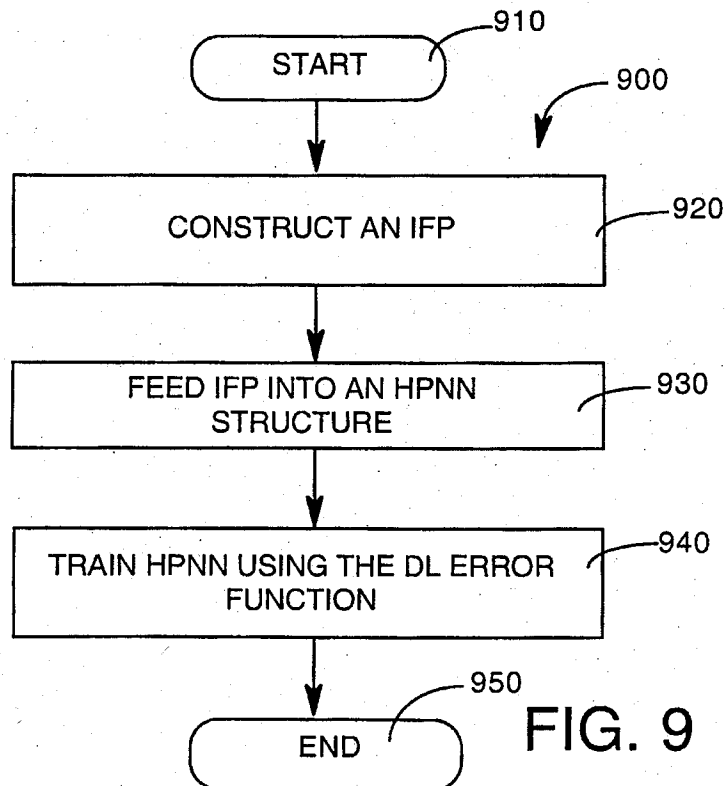 910
START
900
CONSTRUCT AN IFP
920
FEED IFP INTO AN HPNN
STRUCTURE
930
TRAIN HPNN USING THE DL ERROR
FUNCTION
940
950
END
FIG. 9